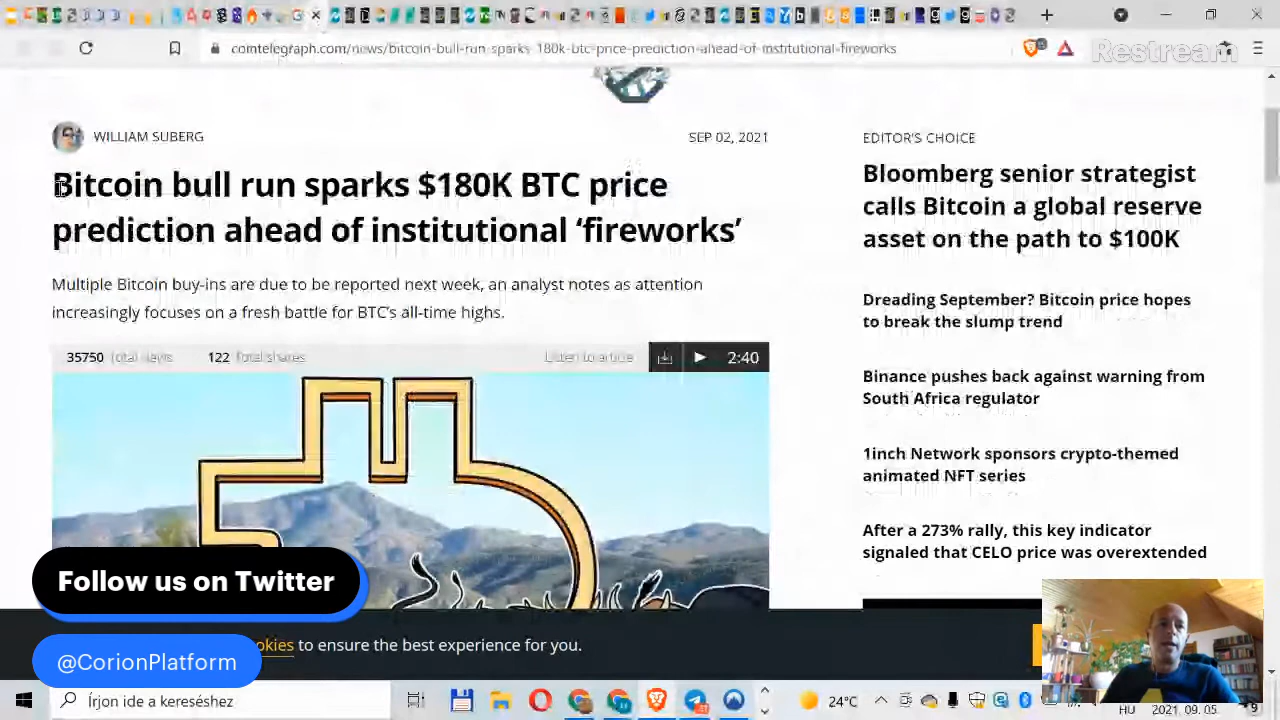 cointelegraph.com/news/bitcoin-bull-run-sparks-180k-btc-price-prediction-ahead-of-institutional-fireworks
Restream
WILLIAM SUBERG
SEP 02, 2021
Bitcoin bull run sparks $180K BTC price
prediction ahead of institutional ‘fireworks’
Multiple Bitcoin buy-ins are due to be reported next week, an analyst notes as attention
increasingly focuses on a fresh battle for BTC’s all-time highs.
35750 Total views
122 Total shares
Listen to article
2:40
EDITOR'S CHOICE
Bloomberg senior strategist
calls Bitcoin a global reserve
asset on the path to $100K
Dreading September? Bitcoin price hopes
to break the slump trend
Binance pushes back against warning from
South Africa regulator
1inch Network sponsors crypto-themed
animated NFT series
After a 273% rally, this key indicator
signaled that CELO price was overextended
Follow us on Twitter
@CorionPlatform
okies to ensure the best experience for you.
Írjon ide a kereséshez
24°C
HU
2021. 09. 05.